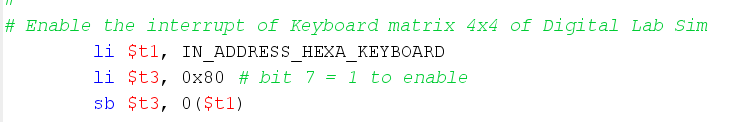 # Enable the interrupt of Keyboard matrix 4x4 of Digital Lab Sim
li $t1, IN_ADDRESS_HEXA_KEYBOARD
li $t3, 0x80 # bit 7 = 1 to enable
sb $t3, 0($t1)